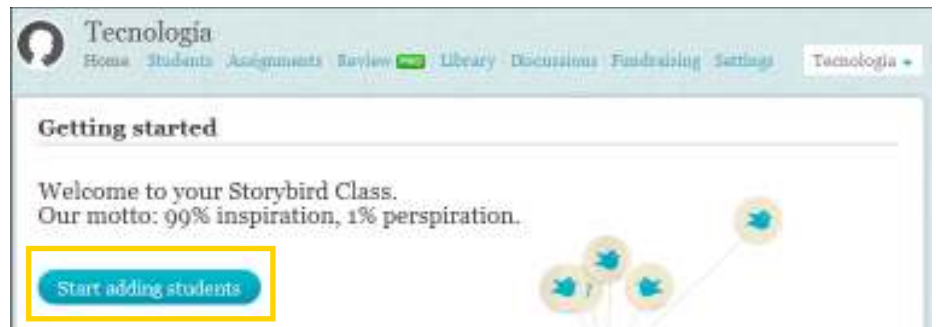 Tecnología
Home Students Assignments Review PRO Library Discussions Fundraising Settings Tecnología
Getting started
Welcome to your Storybird Class.
Our motto: 99% inspiration, 1% perspiration.
Start adding students